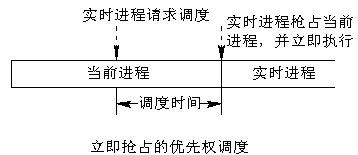 实时进程请求调度
实时进程枪占当前
进程，并立即执行
当前进程
实时进程
调度时间
立即抢占的优先权调度